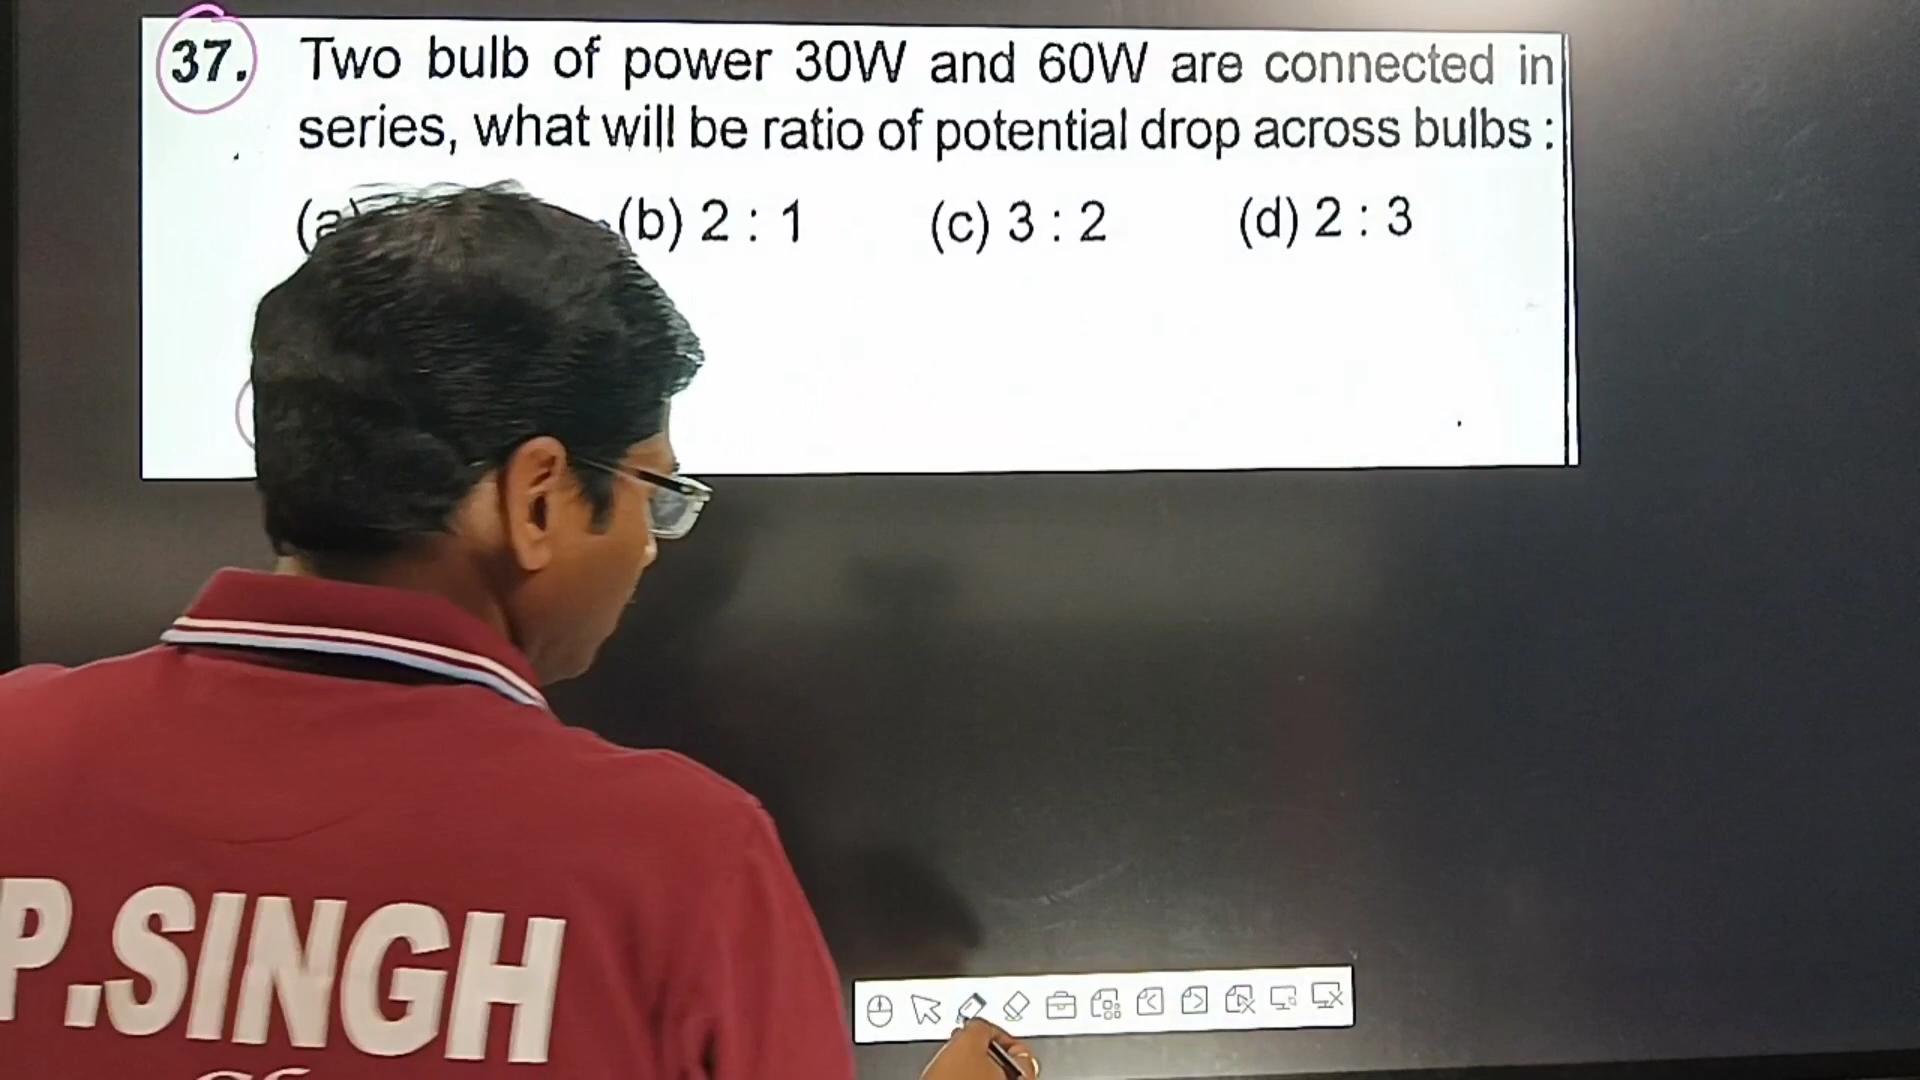 37. Two bulb of power 30W and 60W are connected in
series, what will be ratio of potential drop across bulbs :
(a) (b) 2 : 1 (c) 3 : 2 (d) 2 : 3
P.SINGH